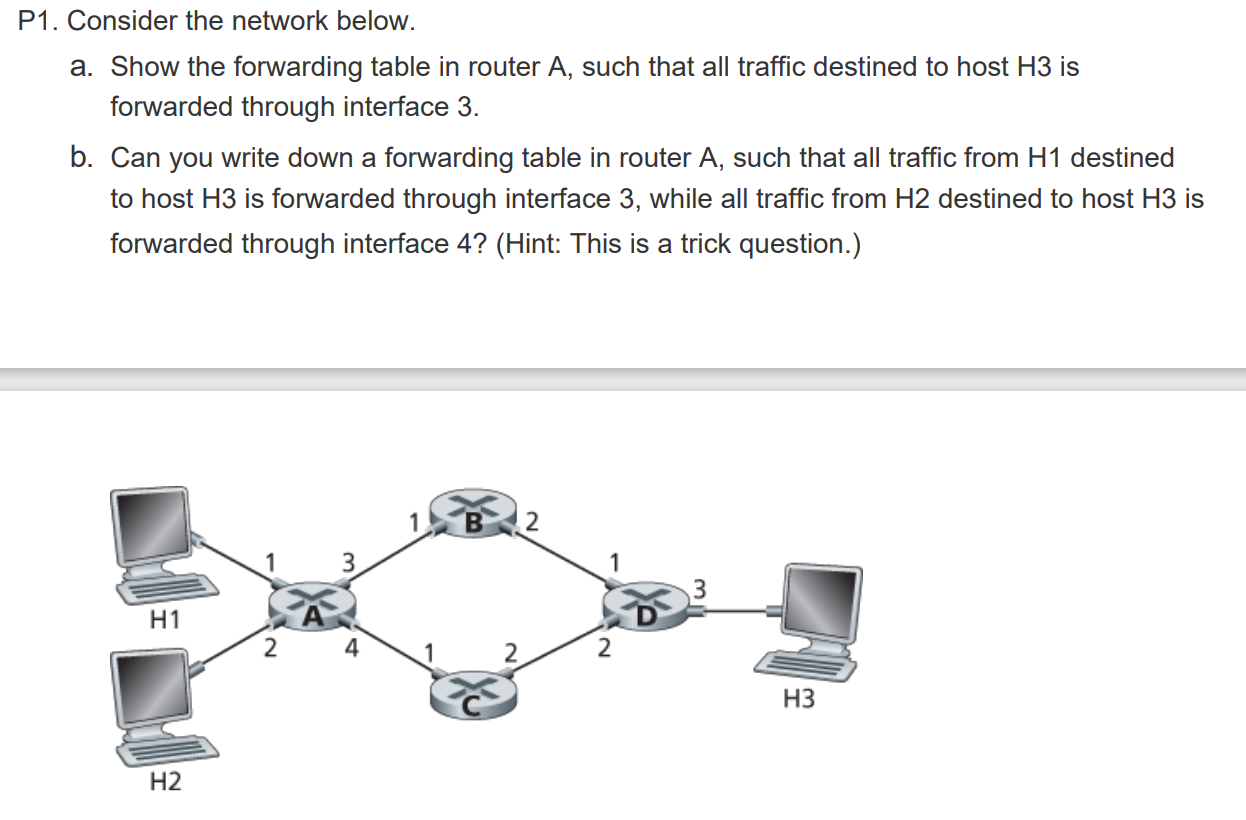 P1. Consider the network below.
a. Show the forwarding table in router A, such that all traffic destined to host H3 is
forwarded through interface 3.
b. Can you write down a forwarding table in router A, such that all traffic from H1 destined
to host H3 is forwarded through interface 3, while all traffic from H2 destined to host H3 is
forwarded through interface 4? (Hint: This is a trick question.)
1 B 2
1 3 1
3
H1 A D
2 4 1 2 2
C H3
H2